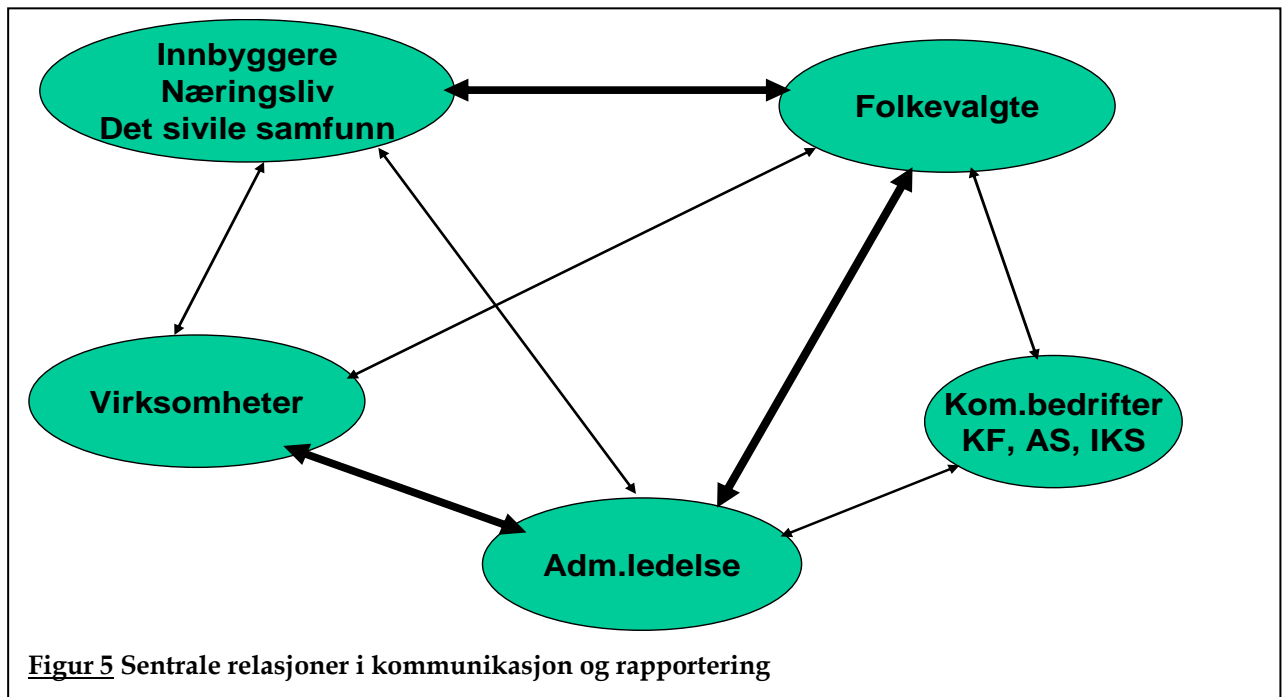 Innbyggere
Næringsliv
Det sivile samfunn
Folkevalgte
Virksomheter
Kom.bedrifter
KF, AS, IKS
Adm.ledelse
Figur 5 Sentrale relasjoner i kommunikasjon og rapportering